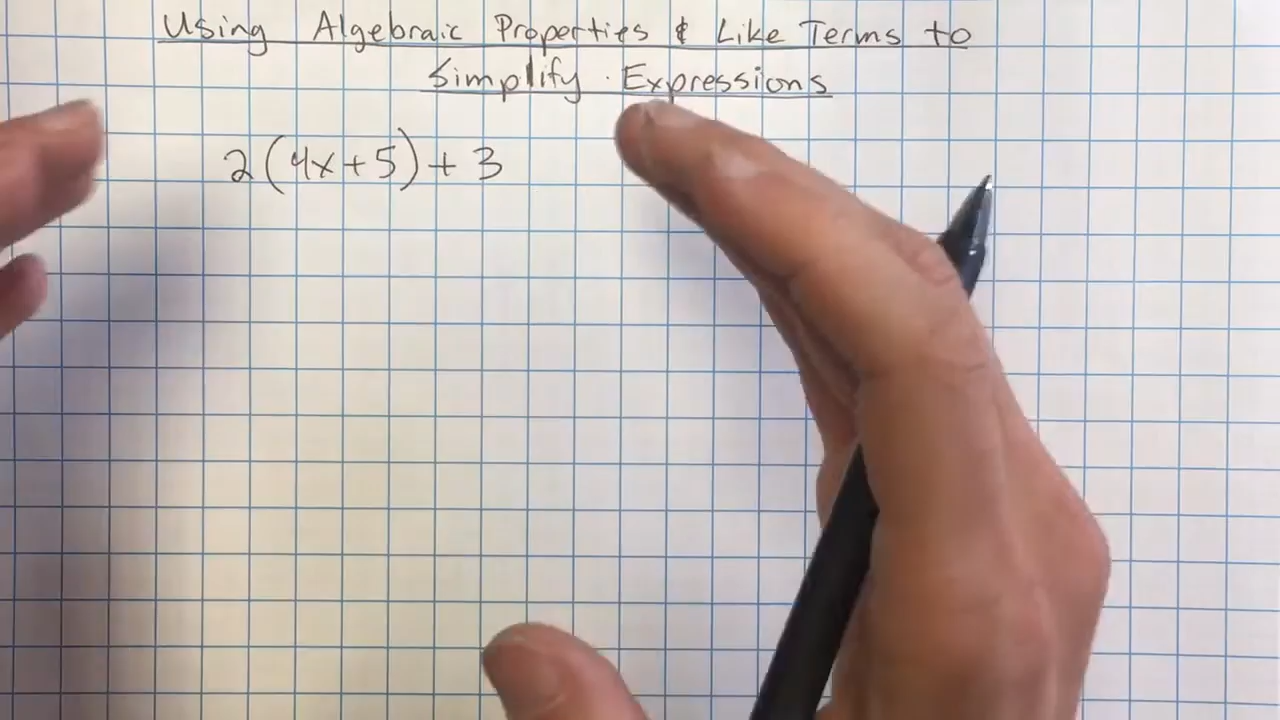 Using Algebraic Properties & Like Terms to
Simplify Expressions
2(4x+5)+3